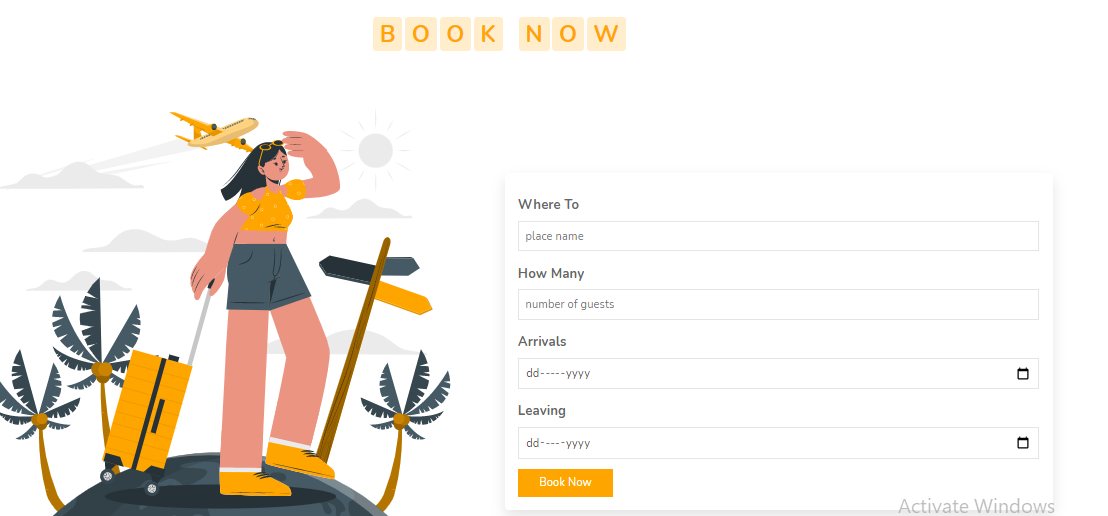 BOOK NOW
Where To
place name
How Many
number of guests
Arrivals
dd-----yyyy
Leaving
dd-----yyyy
Book Now
Activate Windows